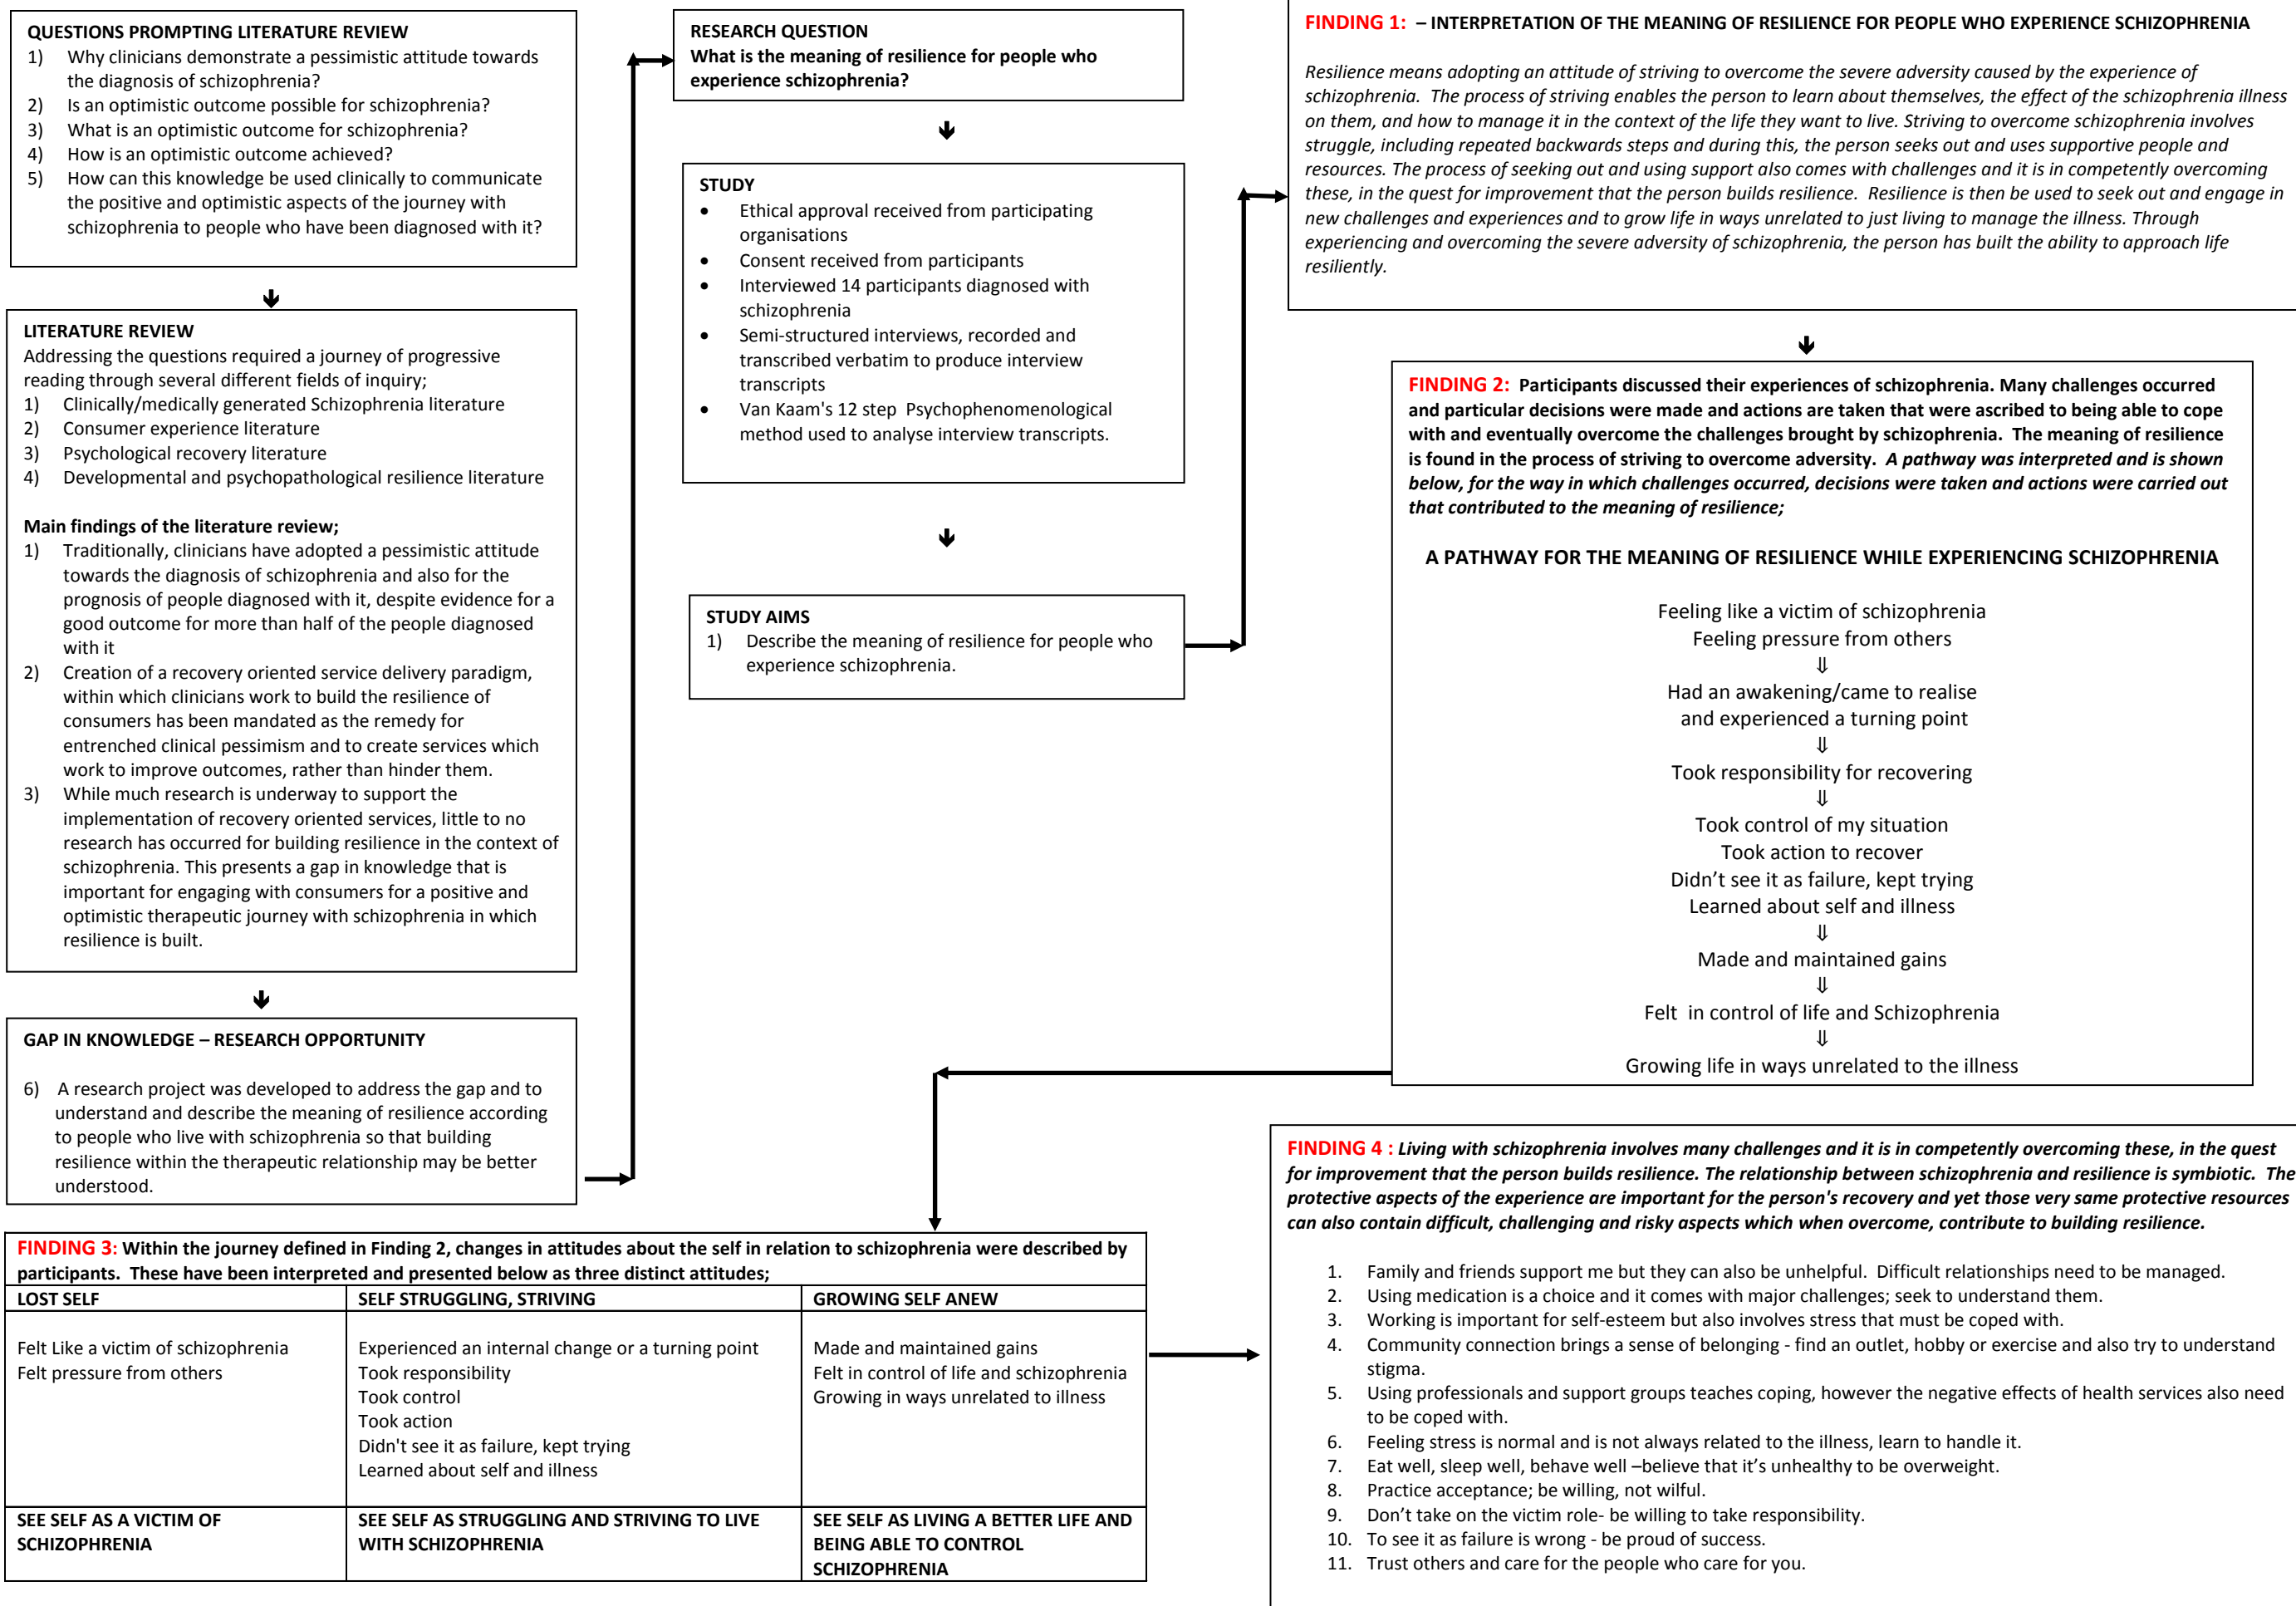 QUESTIONS PROMPTING LITERATURE REVIEW
1) Why clinicians demonstrate a pessimistic attitude towards
the diagnosis of schizophrenia?
2) Is an optimistic outcome possible for schizophrenia?
3) What is an optimistic outcome for schizophrenia?
4) How is an optimistic outcome achieved?
5) How can this knowledge be used clinically to communicate
the positive and optimistic aspects of the journey with
schizophrenia to people who have been diagnosed with it?
LITERATURE REVIEW
Addressing the questions required a journey of progressive
reading through several different fields of inquiry;
1) Clinically/medically generated Schizophrenia literature
2) Consumer experience literature
3) Psychological recovery literature
4) Developmental and psychopathological resilience literature
Main findings of the literature review;
1) Traditionally, clinicians have adopted a pessimistic attitude
towards the diagnosis of schizophrenia and also for the
prognosis of people diagnosed with it, despite evidence for a
good outcome for more than half of the people diagnosed
with it
2) Creation of a recovery oriented service delivery paradigm,
within which clinicians work to build the resilience of
consumers has been mandated as the remedy for
entrenched clinical pessimism and to create services which
work to improve outcomes, rather than hinder them.
3) While much research is underway to support the
implementation of recovery oriented services, little to no
research has occurred for building resilience in the context of
schizophrenia. This presents a gap in knowledge that is
important for engaging with consumers for a positive and
optimistic therapeutic journey with schizophrenia in which
resilience is built.
GAP IN KNOWLEDGE – RESEARCH OPPORTUNITY
6) A research project was developed to address the gap and to
understand and describe the meaning of resilience according
to people who live with schizophrenia so that building
resilience within the therapeutic relationship may be better
understood.
RESEARCH QUESTION
What is the meaning of resilience for people who
experience schizophrenia?
STUDY
• Ethical approval received from participating
organisations
• Consent received from participants
• Interviewed 14 participants diagnosed with
schizophrenia
• Semi-structured interviews, recorded and
transcribed verbatim to produce interview
transcripts
• Van Kaam's 12 step Psychophenomenological
method used to analyse interview transcripts.
STUDY AIMS
1) Describe the meaning of resilience for people who
experience schizophrenia.
FINDING 1: – INTERPRETATION OF THE MEANING OF RESILIENCE FOR PEOPLE WHO EXPERIENCE SCHIZOPHRENIA
Resilience means adopting an attitude of striving to overcome the severe adversity caused by the experience of
schizophrenia. The process of striving enables the person to learn about themselves, the effect of the schizophrenia illness
on them, and how to manage it in the context of the life they want to live. Striving to overcome schizophrenia involves
struggle, including repeated backwards steps and during this, the person seeks out and uses supportive people and
resources. The process of seeking out and using support also comes with challenges and it is in competently overcoming
these, in the quest for improvement that the person builds resilience. Resilience is then be used to seek out and engage in
new challenges and experiences and to grow life in ways unrelated to just living to manage the illness. Through
experiencing and overcoming the severe adversity of schizophrenia, the person has built the ability to approach life
resiliently.
FINDING 2: Participants discussed their experiences of schizophrenia. Many challenges occurred
and particular decisions were made and actions are taken that were ascribed to being able to cope
with and eventually overcome the challenges brought by schizophrenia. The meaning of resilience
is found in the process of striving to overcome adversity. A pathway was interpreted and is shown
below, for the way in which challenges occurred, decisions were taken and actions were carried out
that contributed to the meaning of resilience;
A PATHWAY FOR THE MEANING OF RESILIENCE WHILE EXPERIENCING SCHIZOPHRENIA
Feeling like a victim of schizophrenia
Feeling pressure from others
⇓
Had an awakening/came to realise
and experienced a turning point
⇓
Took responsibility for recovering
⇓
Took control of my situation
Took action to recover
Didn’t see it as failure, kept trying
Learned about self and illness
⇓
Made and maintained gains
⇓
Felt in control of life and Schizophrenia
⇓
Growing life in ways unrelated to the illness
FINDING 3: Within the journey defined in Finding 2, changes in attitudes about the self in relation to schizophrenia were described by
participants. These have been interpreted and presented below as three distinct attitudes;
LOST SELF
Felt Like a victim of schizophrenia
Felt pressure from others
SEE SELF AS A VICTIM OF
SCHIZOPHRENIA
SELF STRUGGLING, STRIVING
Experienced an internal change or a turning point
Took responsibility
Took control
Took action
Didn't see it as failure, kept trying
Learned about self and illness
SEE SELF AS STRUGGLING AND STRIVING TO LIVE
WITH SCHIZOPHRENIA
GROWING SELF ANEW
Made and maintained gains
Felt in control of life and schizophrenia
Growing in ways unrelated to illness
SEE SELF AS LIVING A BETTER LIFE AND
BEING ABLE TO CONTROL
SCHIZOPHRENIA
FINDING 4 : Living with schizophrenia involves many challenges and it is in competently overcoming these, in the quest
for improvement that the person builds resilience. The relationship between schizophrenia and resilience is symbiotic. The
protective aspects of the experience are important for the person's recovery and yet those very same protective resources
can also contain difficult, challenging and risky aspects which when overcome, contribute to building resilience.
1. Family and friends support me but they can also be unhelpful. Difficult relationships need to be managed.
2. Using medication is a choice and it comes with major challenges; seek to understand them.
3. Working is important for self-esteem but also involves stress that must be coped with.
4. Community connection brings a sense of belonging - find an outlet, hobby or exercise and also try to understand
stigma.
5. Using professionals and support groups teaches coping, however the negative effects of health services also need
to be coped with.
6. Feeling stress is normal and is not always related to the illness, learn to handle it.
7. Eat well, sleep well, behave well –believe that it’s unhealthy to be overweight.
8. Practice acceptance; be willing, not wilful.
9. Don’t take on the victim role- be willing to take responsibility.
10. To see it as failure is wrong - be proud of success.
11. Trust others and care for the people who care for you.